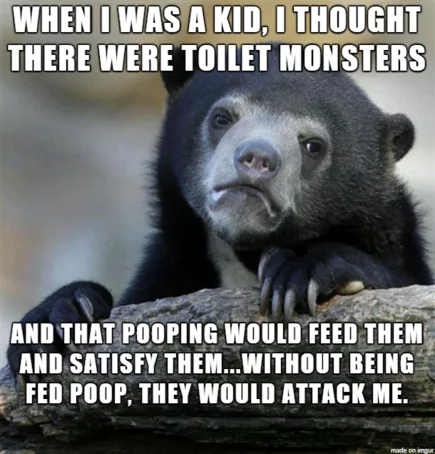 WHEN I WAS A KID, I THOUGHT
THERE WERE TOILET MONSTERS
AND THAT POOPING WOULD FEED THEM
AND SATISFY THEM...WITHOUT BEING
FED POOP, THEY WOULD ATTACK ME.
made on imgur